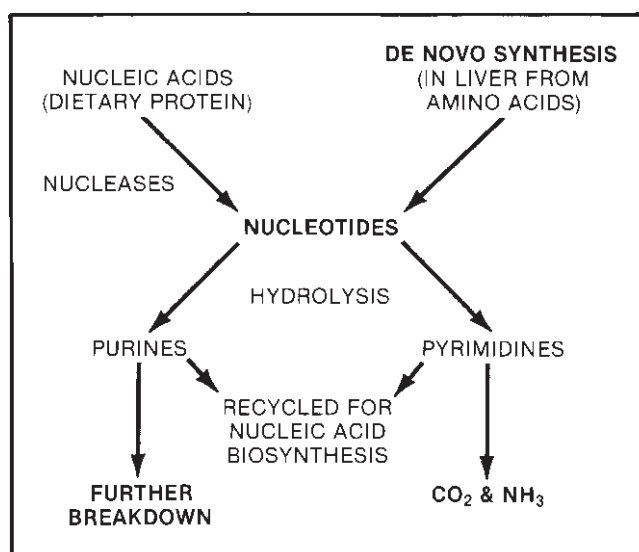 NUCLEIC ACIDS
(DIETARY PROTEIN)
DE NOVO SYNTHESIS
(IN LIVER FROM
AMINO ACIDS)
NUCLEASES
NUCLEOTIDES
HYDROLYSIS
PURINES
PYRIMIDINES
RECYCLED FOR
NUCLEIC ACID
BIOSYNTHESIS
FURTHER
BREAKDOWN
CO₂ & NH₃